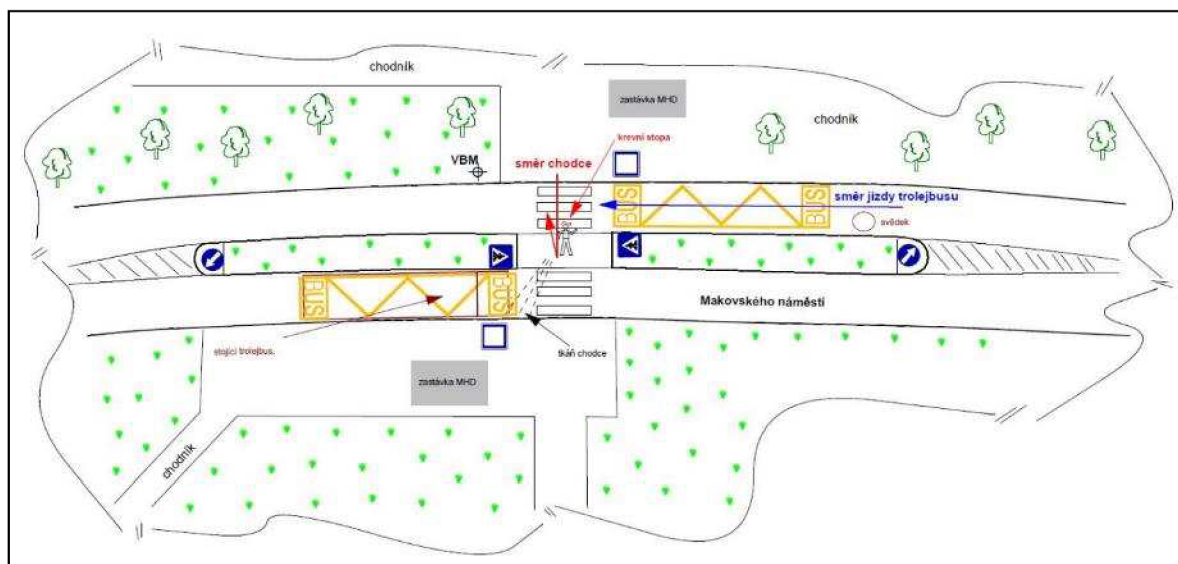 chodník
zastávka MHD
chodník
krevní stopa
VBM
směr chodce
BUS
BUS
směr jízdy trolejbusu
svědek
BUS
BUS
Makovského náměstí
stojící trolejbus.
tkáň chodce
zastávka MHD
chodník